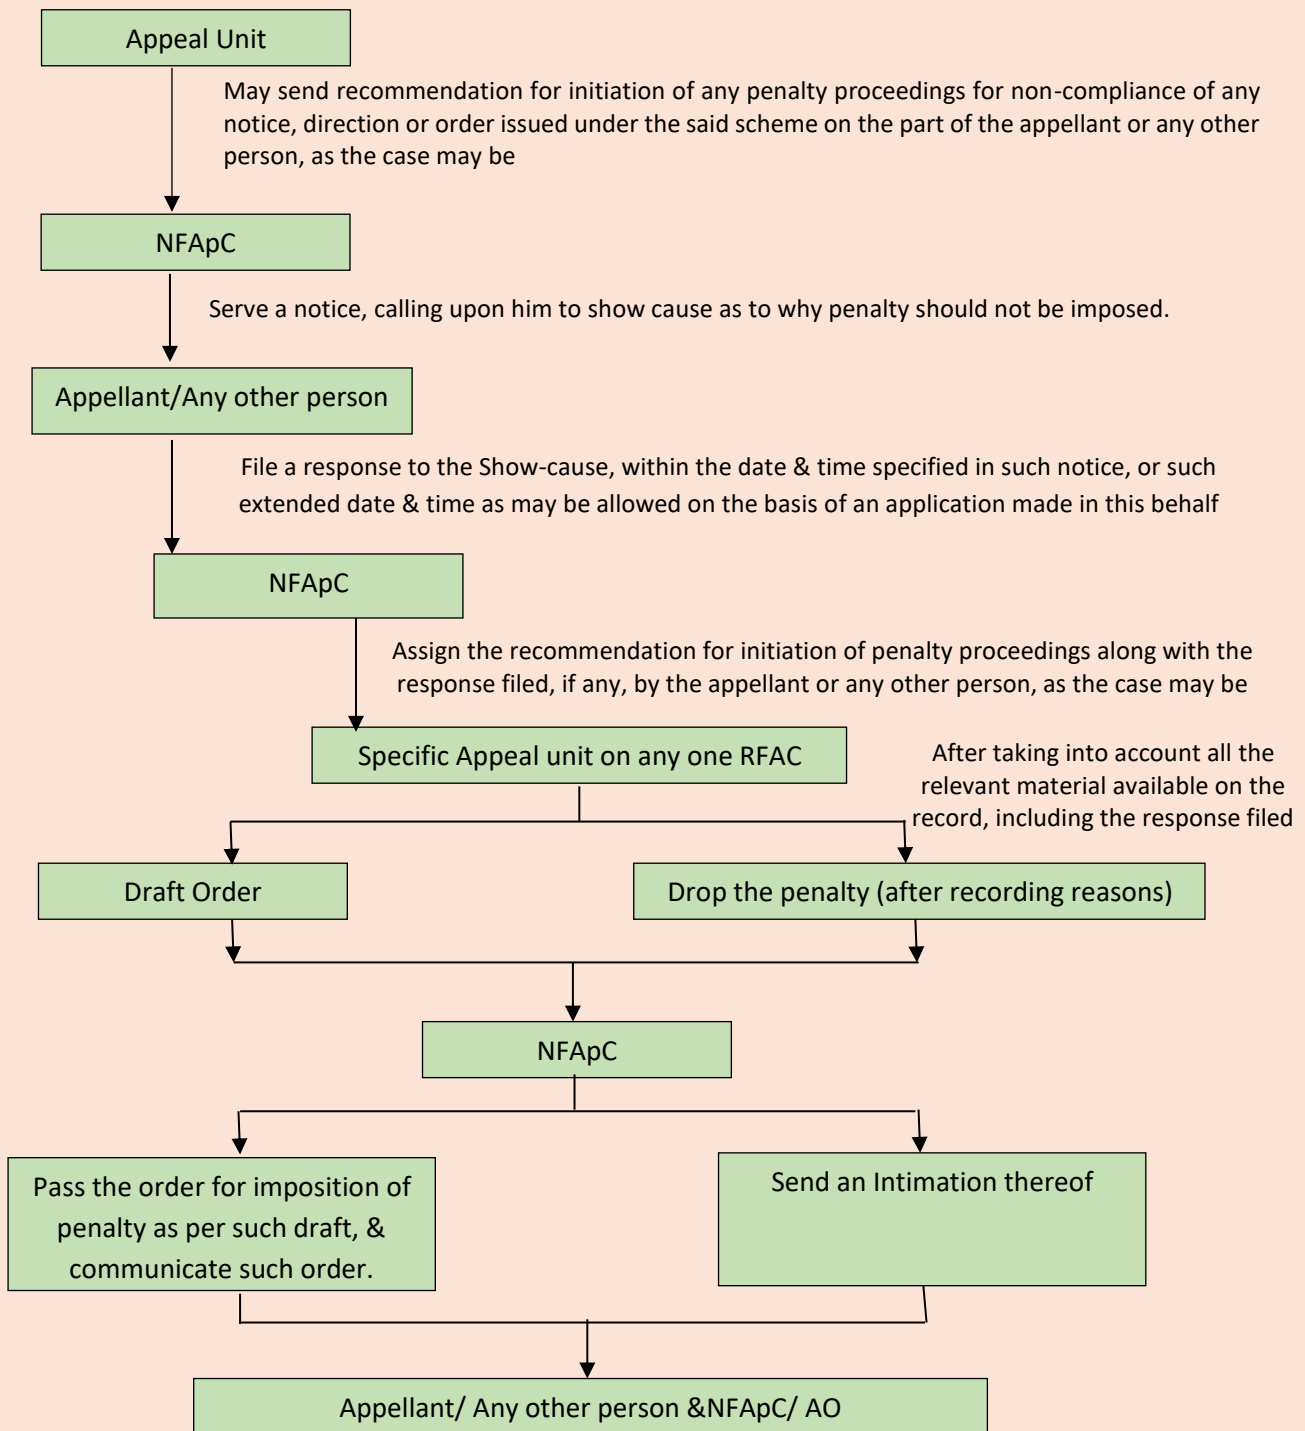 Appeal Unit
May send recommendation for initiation of any penalty proceedings for non-compliance of any
notice, direction or order issued under the said scheme on the part of the appellant or any other
person, as the case may be
NFApC
Serve a notice, calling upon him to show cause as to why penalty should not be imposed.
Appellant/Any other person
File a response to the Show-cause, within the date & time specified in such notice, or such
extended date & time as may be allowed on the basis of an application made in this behalf
NFApC
Assign the recommendation for initiation of penalty proceedings along with the
response filed, if any, by the appellant or any other person, as the case may be
Specific Appeal unit on any one RFAC
After taking into account all the
relevant material available on the
record, including the response filed
Draft Order
Drop the penalty (after recording reasons)
NFApC
Pass the order for imposition of
penalty as per such draft, &
communicate such order.
Send an Intimation thereof
Appellant/ Any other person &NFApC/ AO